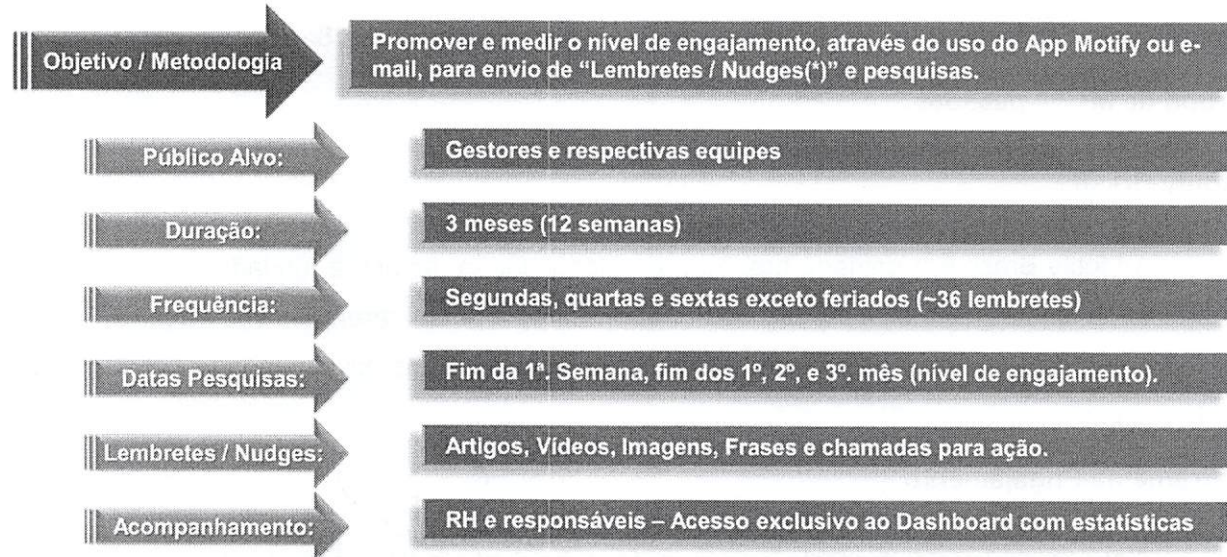 Objetivo / Metodologia
Promover e medir o nível de engajamento, através do uso do App Motify ou e-
mail, para envio de “Lembretes / Nudges(*)” e pesquisas.
Público Alvo:
Gestores e respectivas equipes
Duração:
3 meses (12 semanas)
Frequência:
Segundas, quartas e sextas exceto feriados (~36 lembretes)
Datas Pesquisas:
Fim da 1ª. Semana, fim dos 1º, 2º, e 3º. mês (nível de engajamento).
Lembretes / Nudges:
Artigos, Vídeos, Imagens, Frases e chamadas para ação.
Acompanhamento:
RH e responsáveis – Acesso exclusivo ao Dashboard com estatísticas